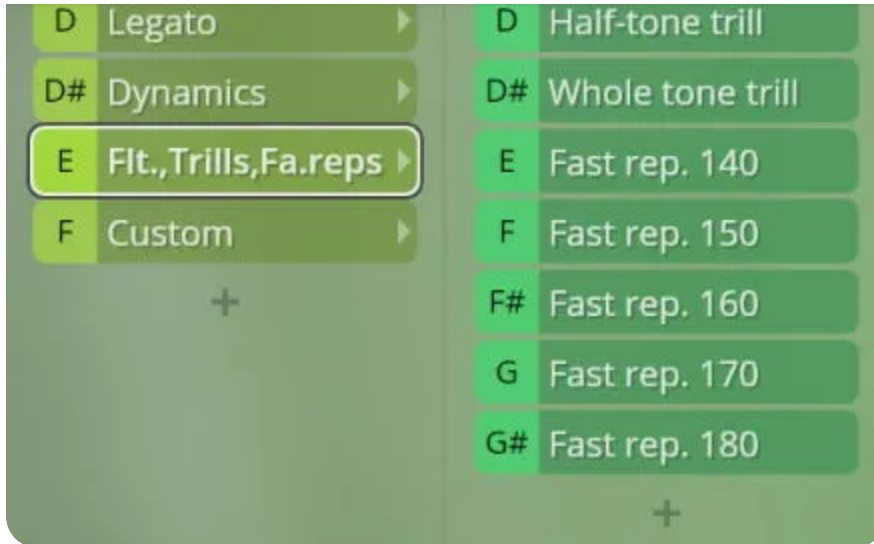 D Legato
D# Dynamics
E Flt.,Trills,Fa.reps
F Custom
+
D Half-tone trill
D# Whole tone trill
E Fast rep. 140
F Fast rep. 150
F# Fast rep. 160
G Fast rep. 170
G# Fast rep. 180
+